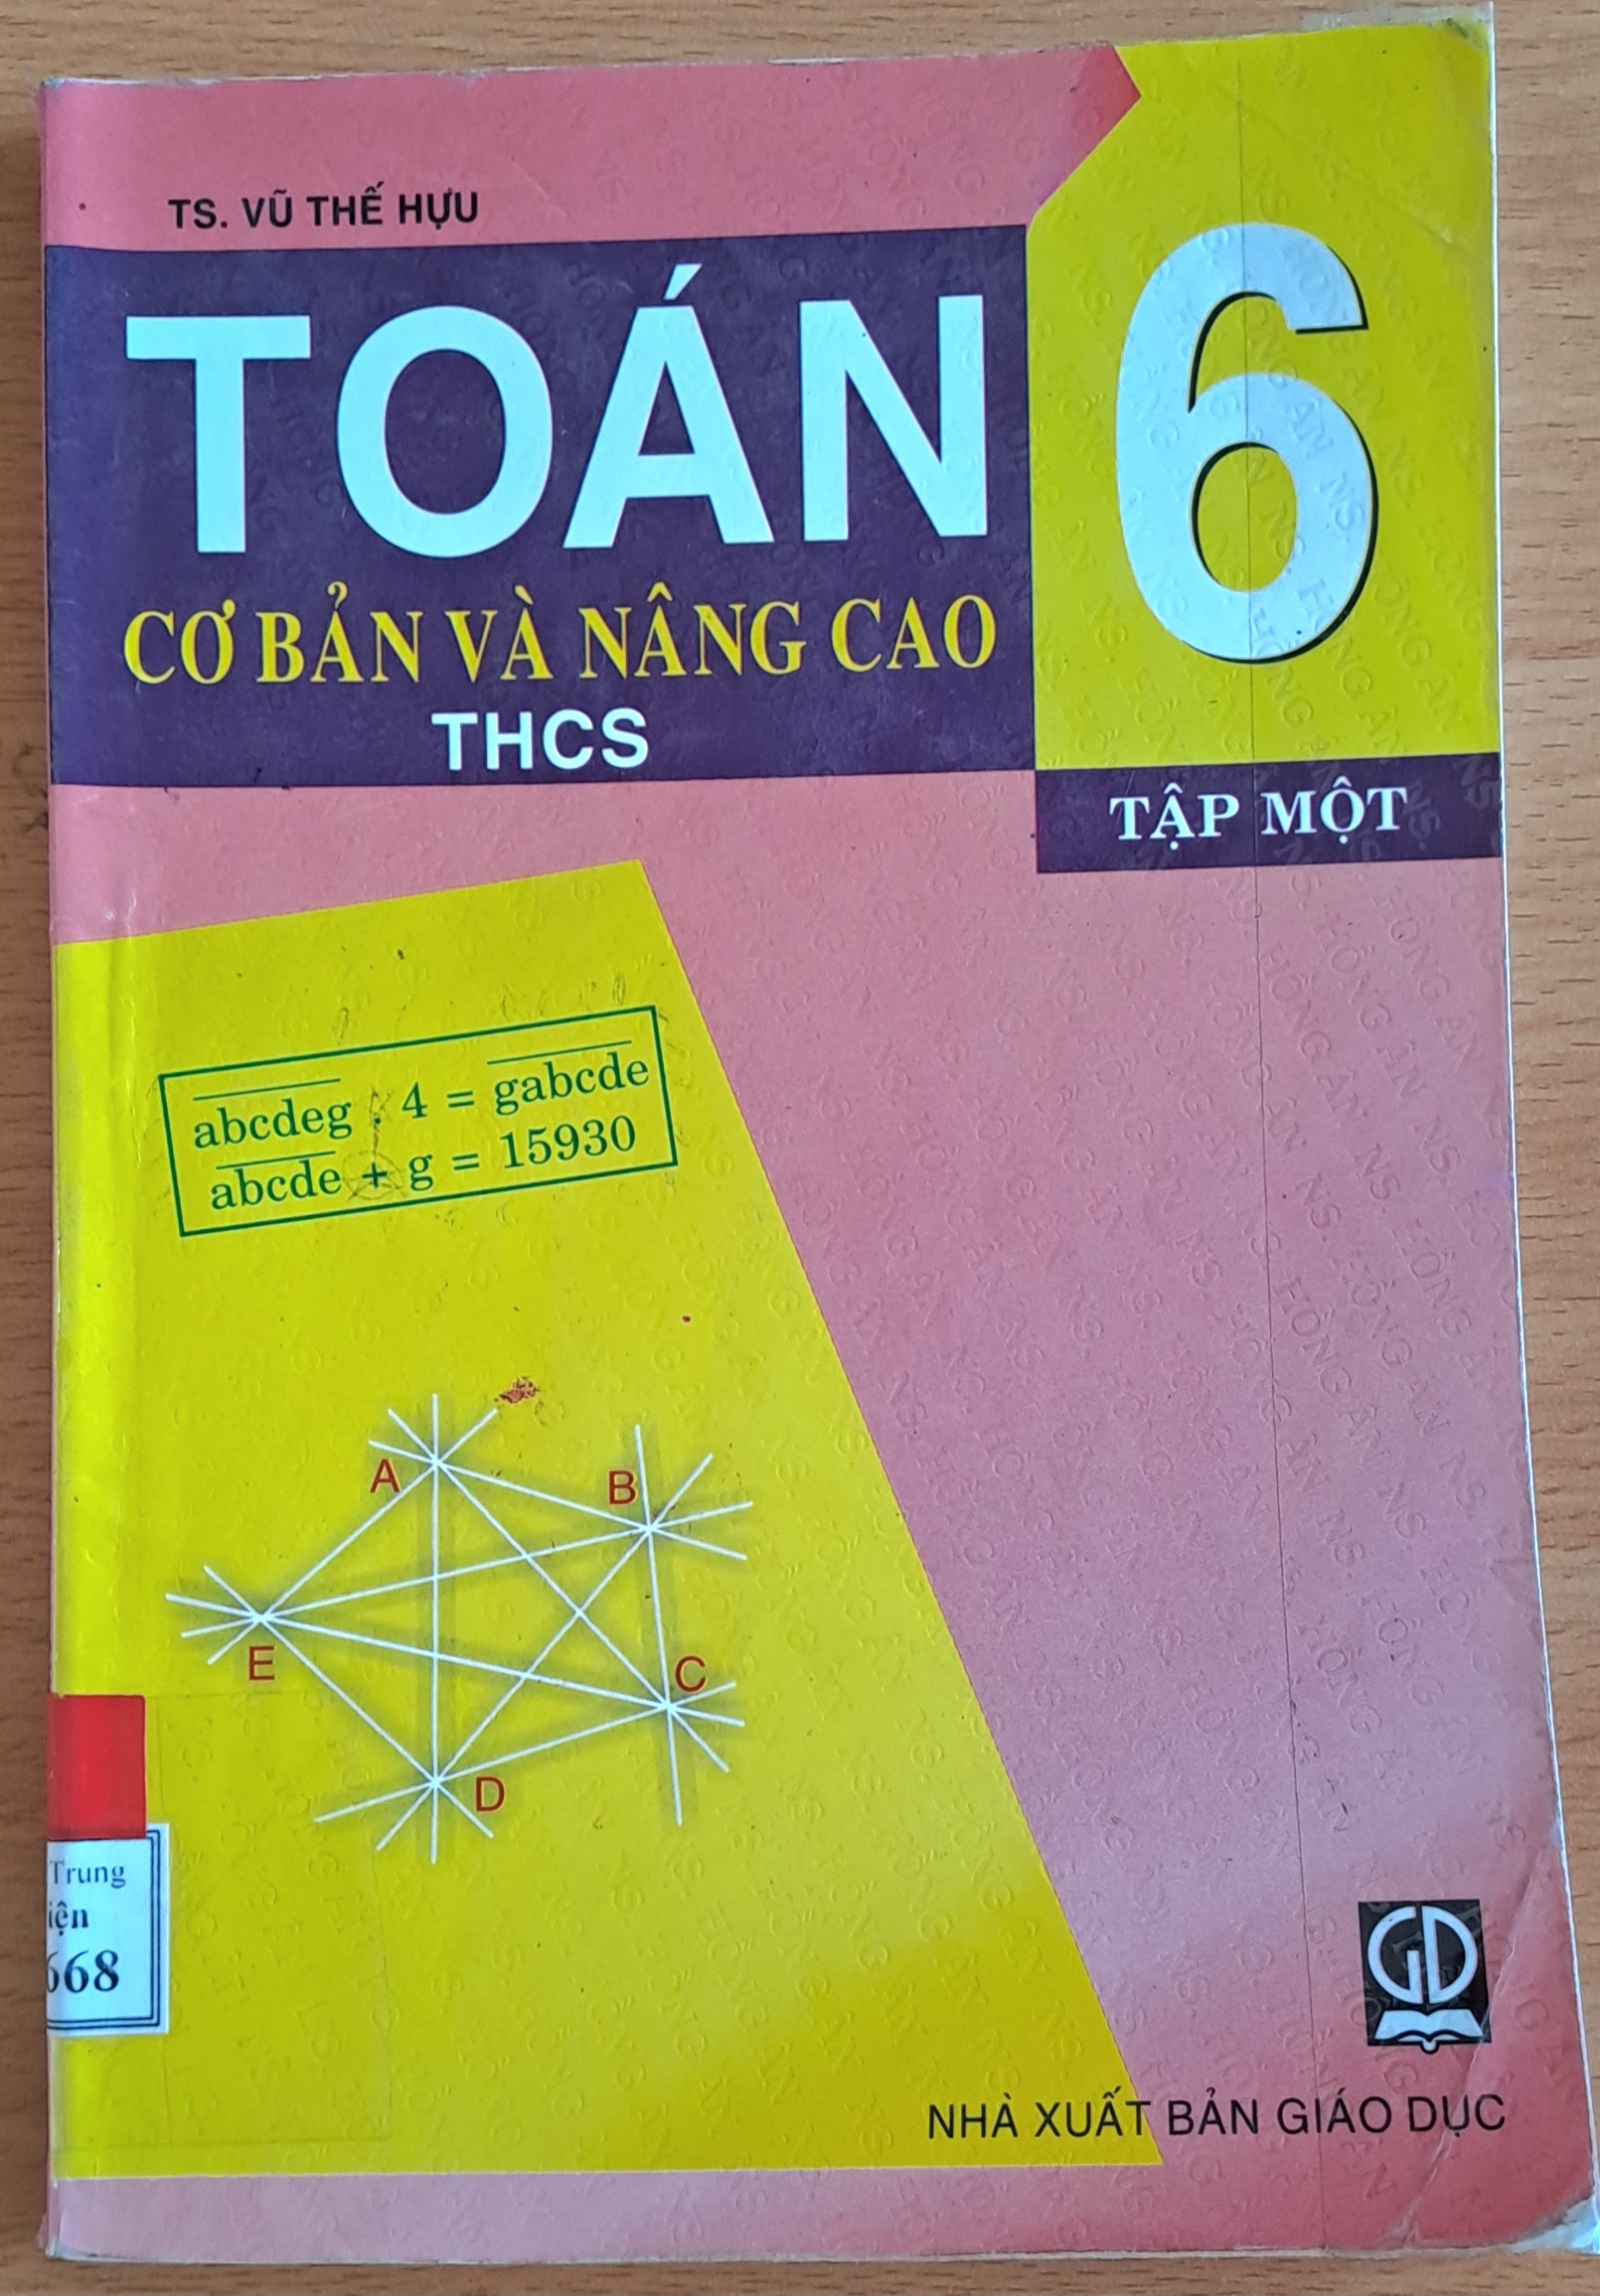 TS. VŨ THẾ HỰU
TOÁN 6
CƠ BẢN VÀ NÂNG CAO
THCS
TẬP MỘT
abcdeg . 4 = gabcde
abcde + g = 15930
A
B
E
C
D
Trung
iện
668
GD
NHÀ XUẤT BẢN GIÁO DỤC